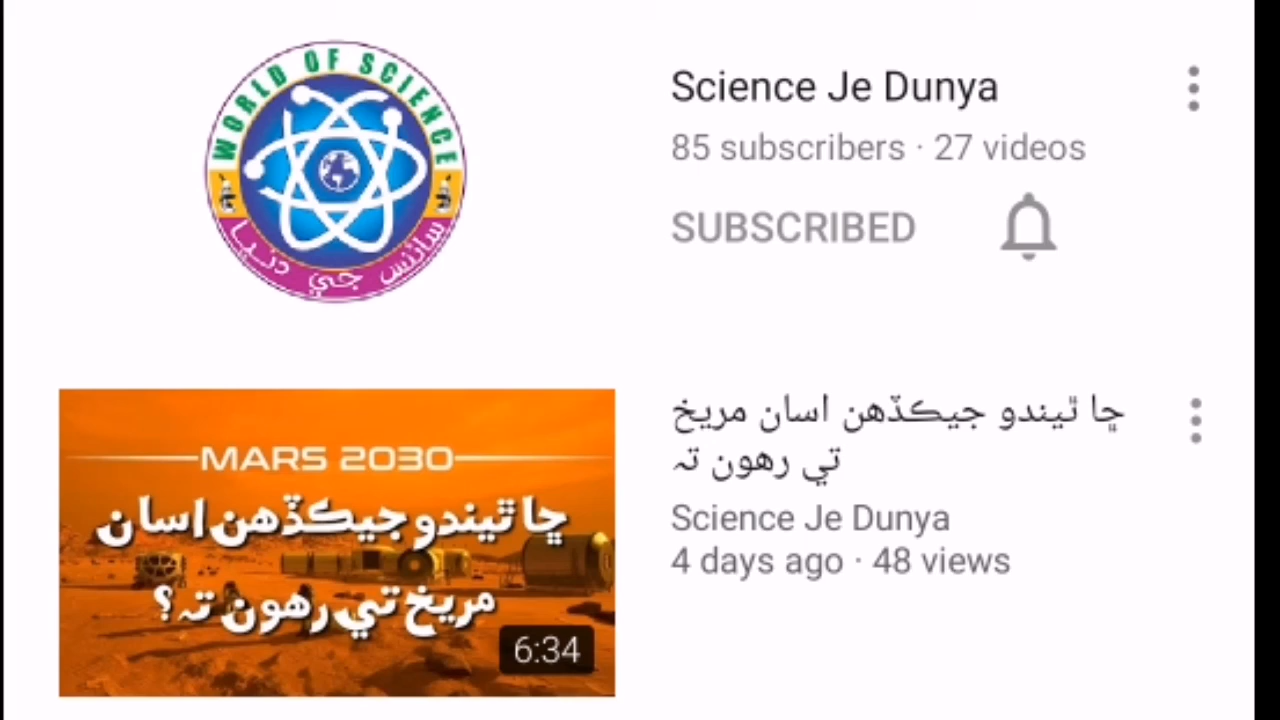 WORLD OF SCIENCE
سائنس جي دنيا
Science Je Dunya
85 subscribers · 27 videos
SUBSCRIBED
MARS 2030
ڇا ٿيندو جيڪڏهن اسان
مريخ تي رهون تہ؟
6:34
ڇا ٿيندو جيڪڏهن اسان مريخ
تي رهون تہ
Science Je Dunya
4 days ago · 48 views